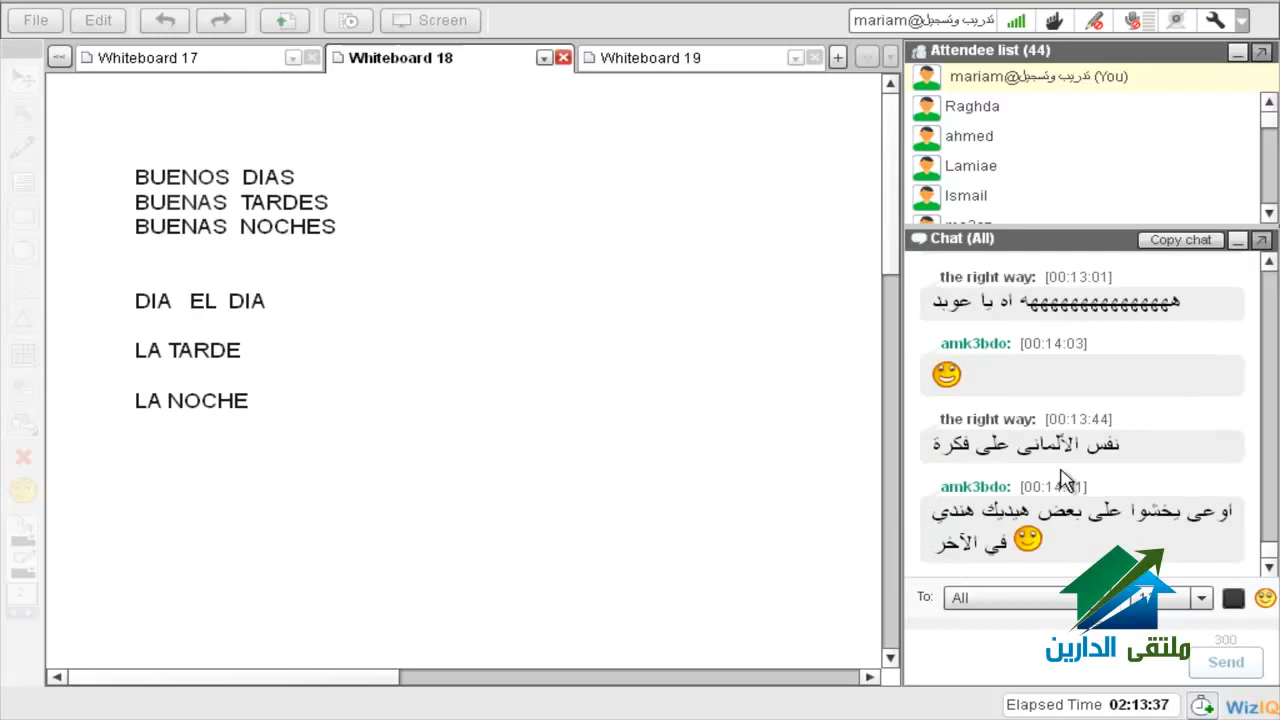 File
Edit
Screen
mariam@تدريب وتسجيل
<<
Whiteboard 17
Whiteboard 18
Whiteboard 19
+
BUENOS DIAS
BUENAS TARDES
BUENAS NOCHES
DIA EL DIA
LA TARDE
LA NOCHE
Attendee list (44)
mariam@تدريب وتسجيل (You)
Raghda
ahmed
Lamiae
Ismail
Chat (All)
Copy chat
the right way: [00:13:01]
هههههههههههههههه اه يا عوبد
amk3bdo: [00:14:03]
the right way: [00:13:44]
نفس الألمانى على فكرة
amk3bdo:
اوعى يخشوا على بعض هيديك هندي
في الآخر
To: All
300
Send
ملتقى الدارين
2
Elapsed Time 02:13:37
WizIQ